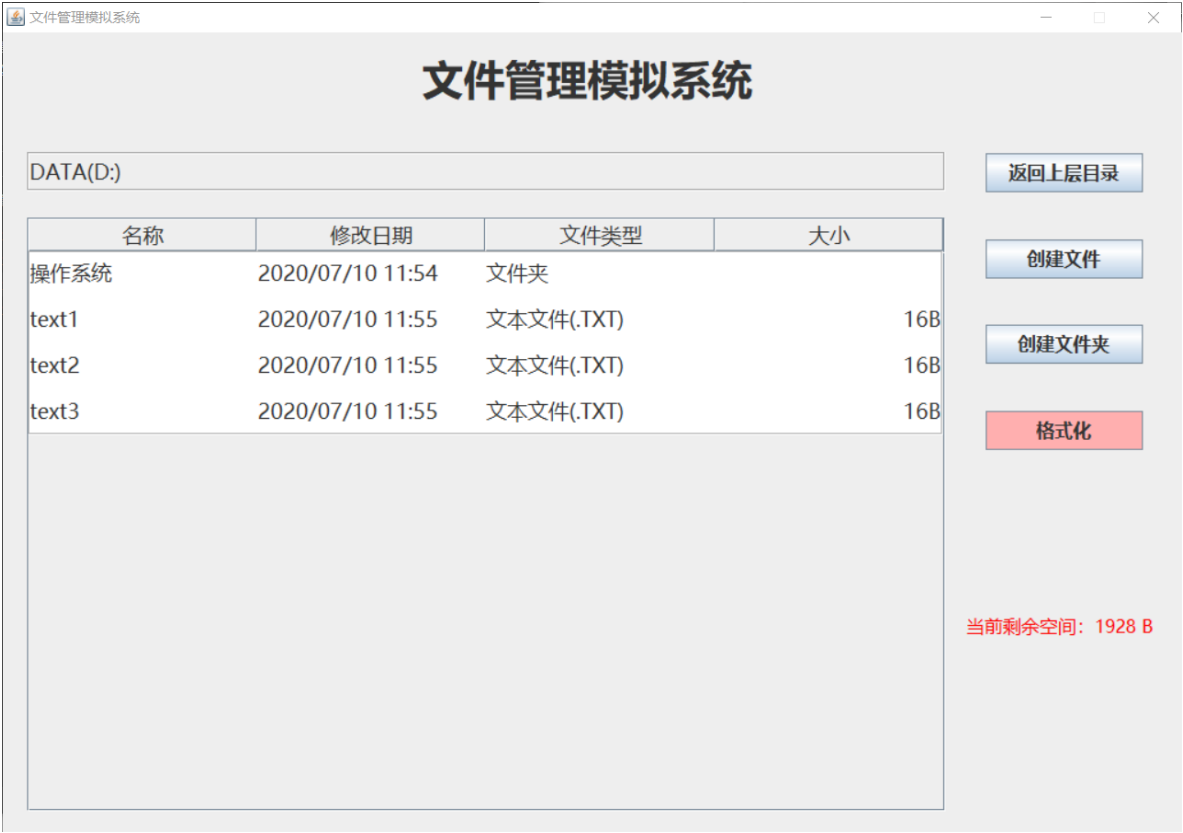 文件管理模拟系统
文件管理模拟系统
DATA(D:)
返回上层目录
名称 修改日期 文件类型 大小
创建文件
操作系统 2020/07/10 11:54 文件夹
text1 2020/07/10 11:55 文本文件(.TXT) 16B
创建文件夹
text2 2020/07/10 11:55 文本文件(.TXT) 16B
text3 2020/07/10 11:55 文本文件(.TXT) 16B
格式化
当前剩余空间：1928 B